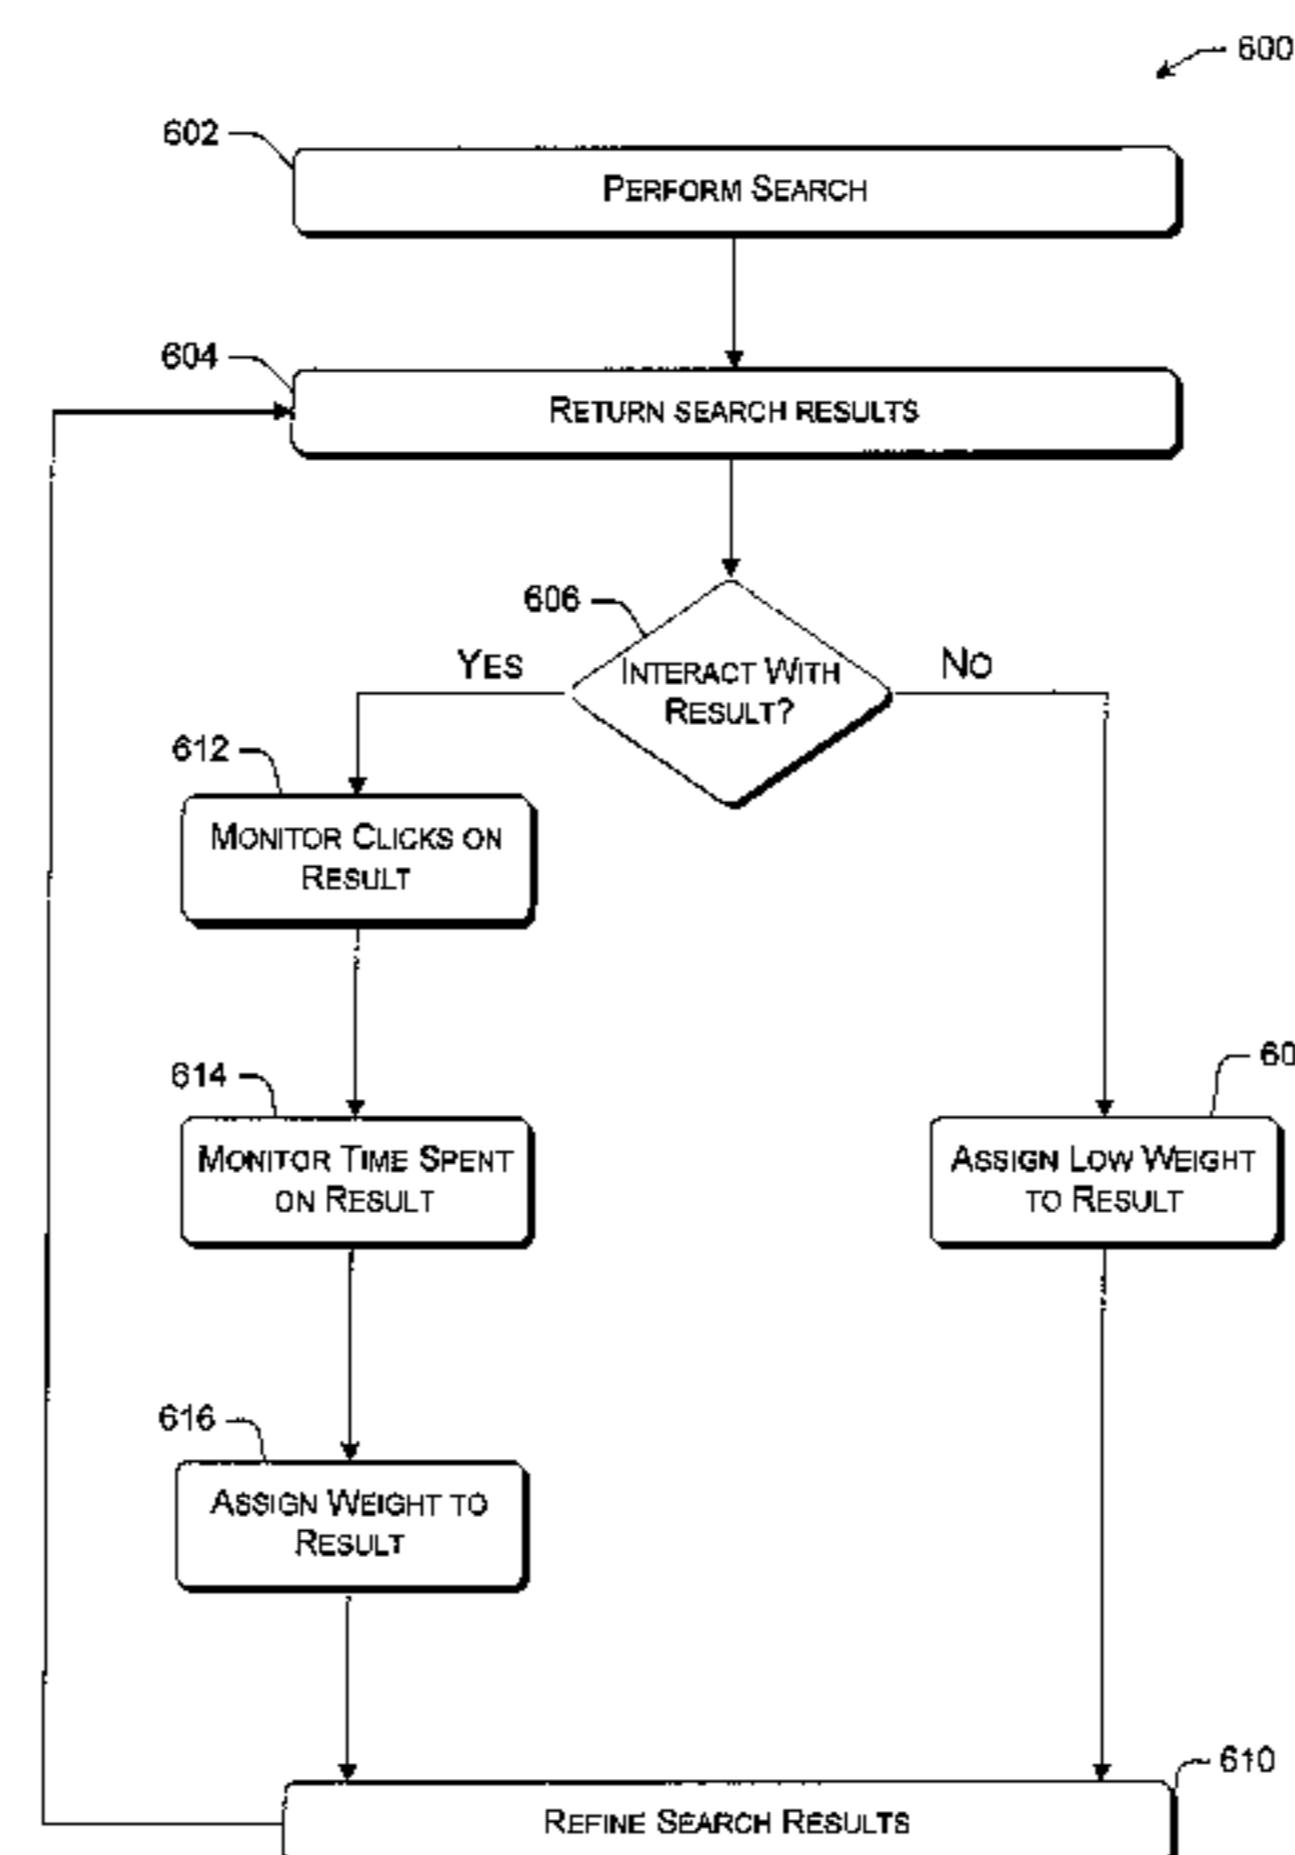 600
602
PERFORM SEARCH
604
RETURN SEARCH RESULTS
606
INTERACT WITH
RESULT?
YES
NO
612
MONITOR CLICKS ON
RESULT
614
MONITOR TIME SPENT
ON RESULT
60
ASSIGN LOW WEIGHT
TO RESULT
616
ASSIGN WEIGHT TO
RESULT
610
REFINE SEARCH RESULTS